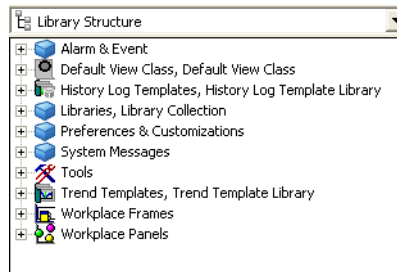 Library Structure
Alarm & Event
Default View Class, Default View Class
History Log Templates, History Log Template Library
Libraries, Library Collection
Preferences & Customizations
System Messages
Tools
Trend Templates, Trend Template Library
Workplace Frames
Workplace Panels